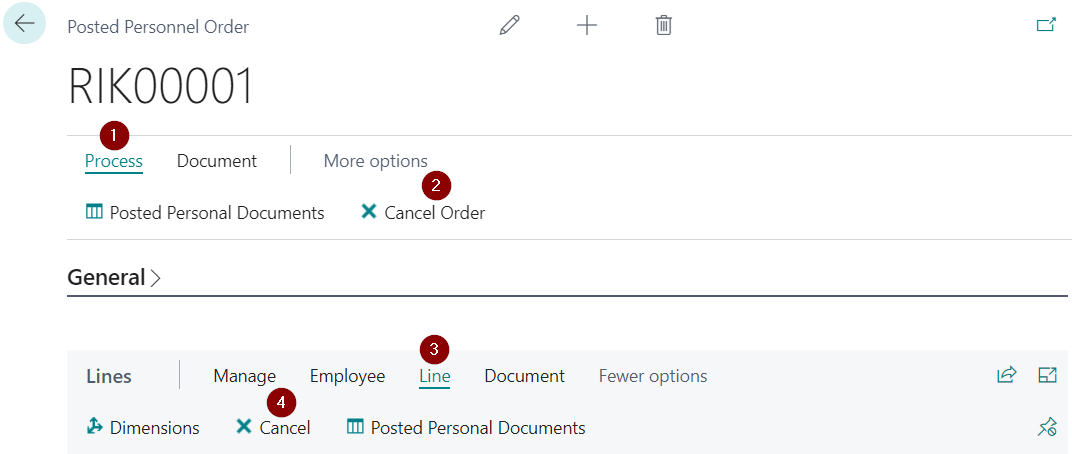 Posted Personnel Order
RIK00001
1
Process Document More options
2
Posted Personal Documents Cancel Order
General
3
Lines Manage Employee Line Document Fewer options
4
Dimensions Cancel Posted Personal Documents